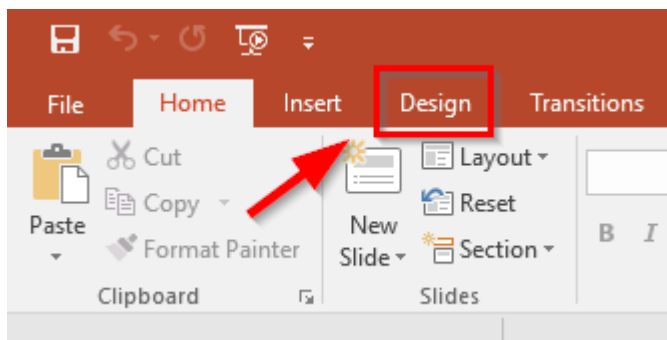 File Home Insert Design Transitions
Cut Layout
Copy Reset
Paste New
Format Painter Slide Section B I
Clipboard Slides